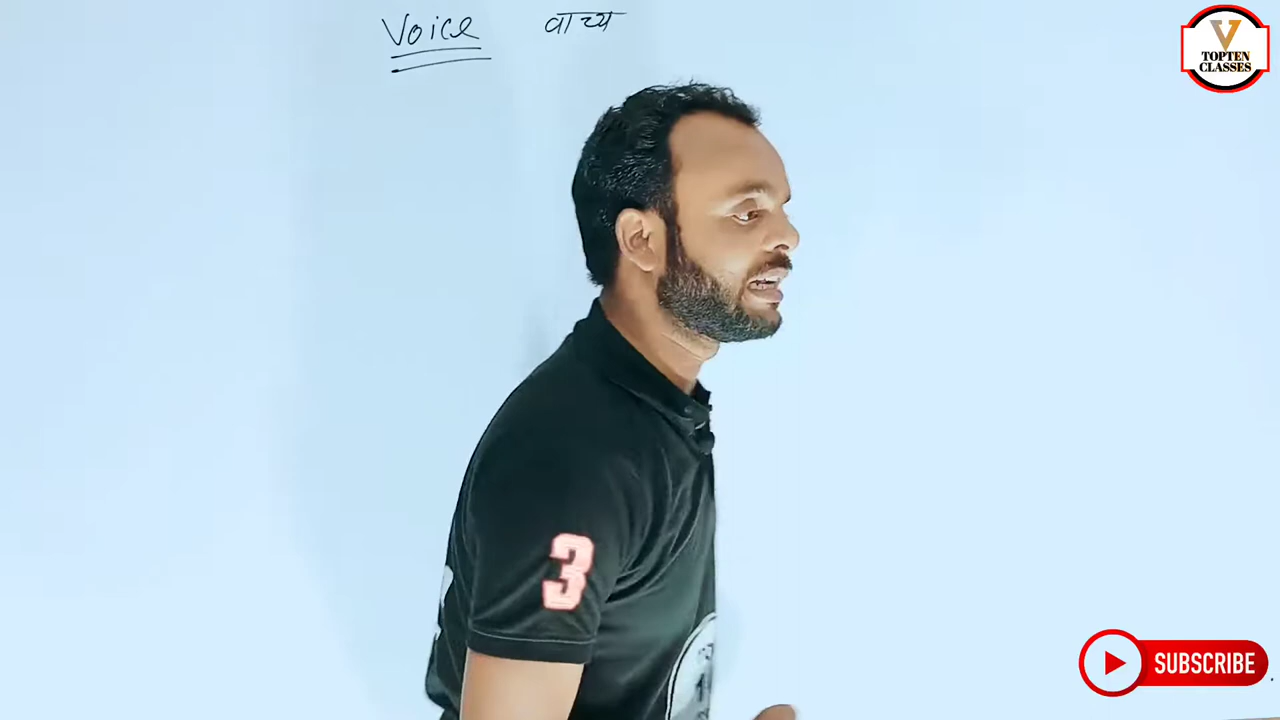 Voice वाच्य
V
TOPTEN
CLASSES
3
SUBSCRIBE